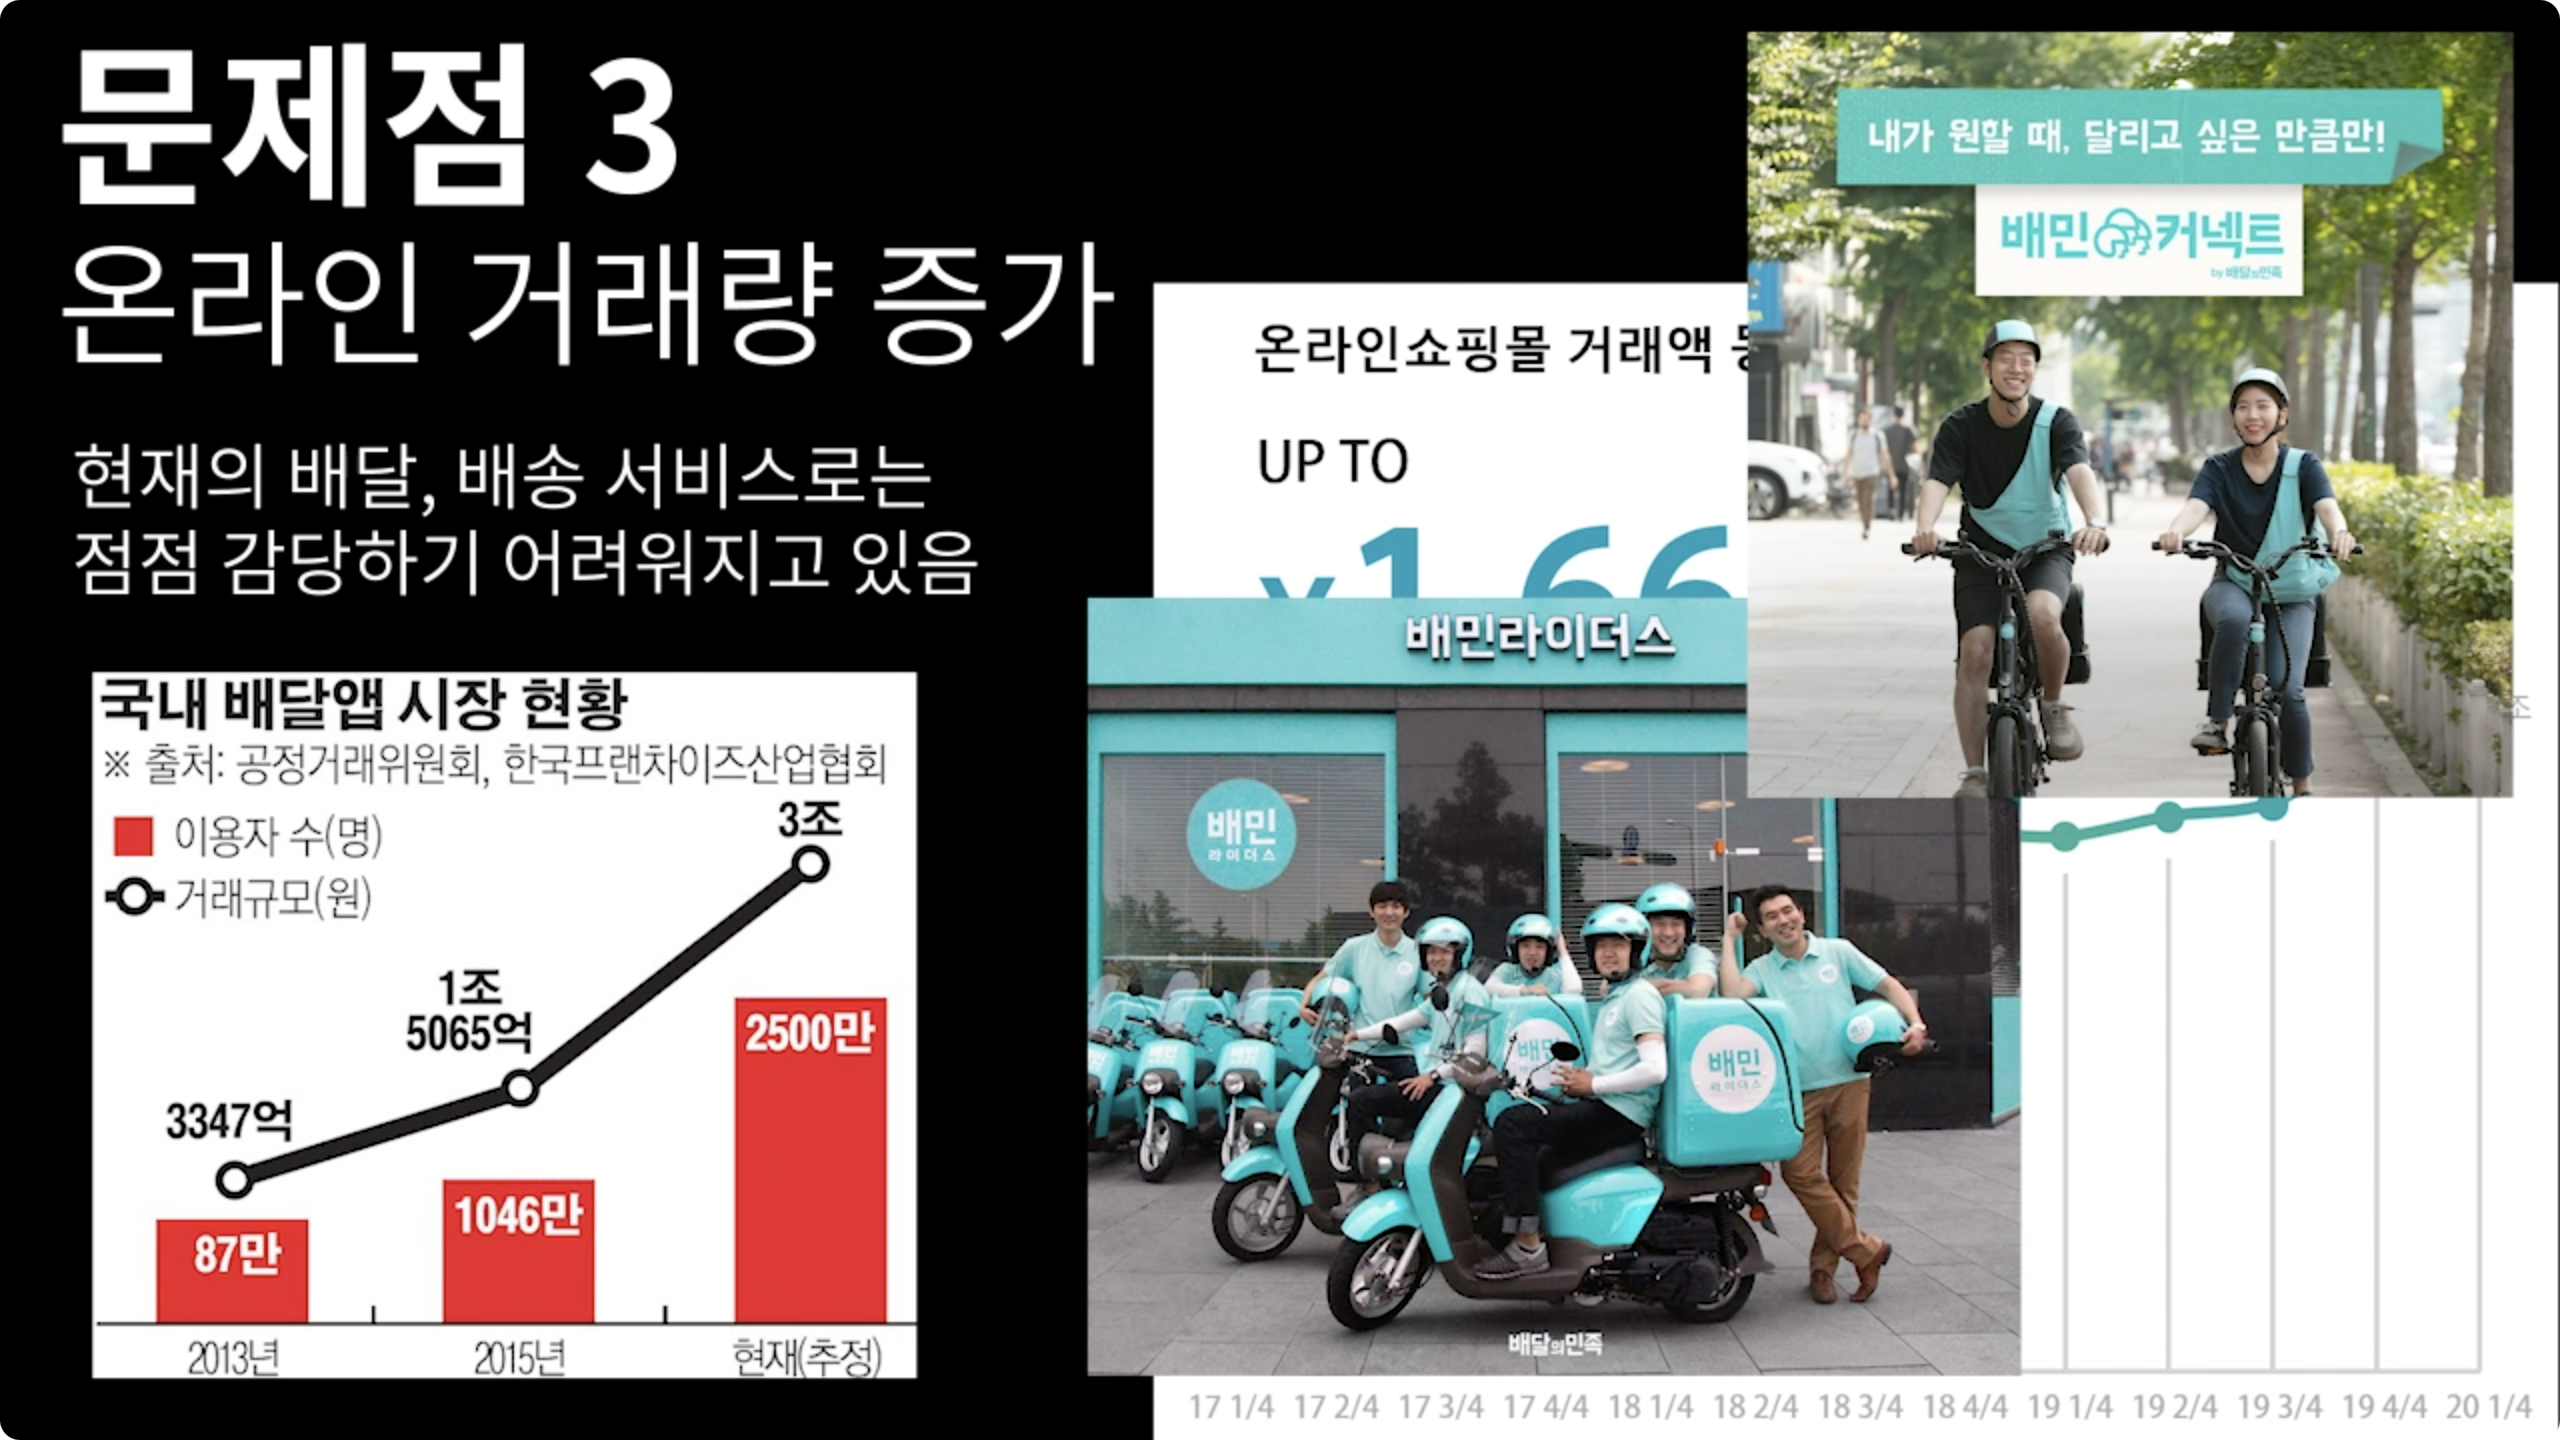 문제점 3
온라인 거래량 증가
현재의 배달, 배송 서비스로는
점점 감당하기 어려워지고 있음
국내 배달앱 시장 현황
※ 출처: 공정거래위원회, 한국프랜차이즈산업협회
이용자 수(명)
거래규모(원)
3조
1조
5065억
3347억
2500만
1046만
87만
2013년 2015년 현재(추정)
온라인쇼핑몰 거래액
UP TO
x1.66
내가 원할 때, 달리고 싶은 만큼만!
배민커넥트
by 배달의민족
배민라이더스
배민
라이더스
배민
배민
라이더스
배달의민족
조
17 1/4 17 2/4 17 3/4 17 4/4 18 1/4 18 2/4 18 3/4 18 4/4 19 1/4 19 2/4 19 3/4 19 4/4 20 1/4